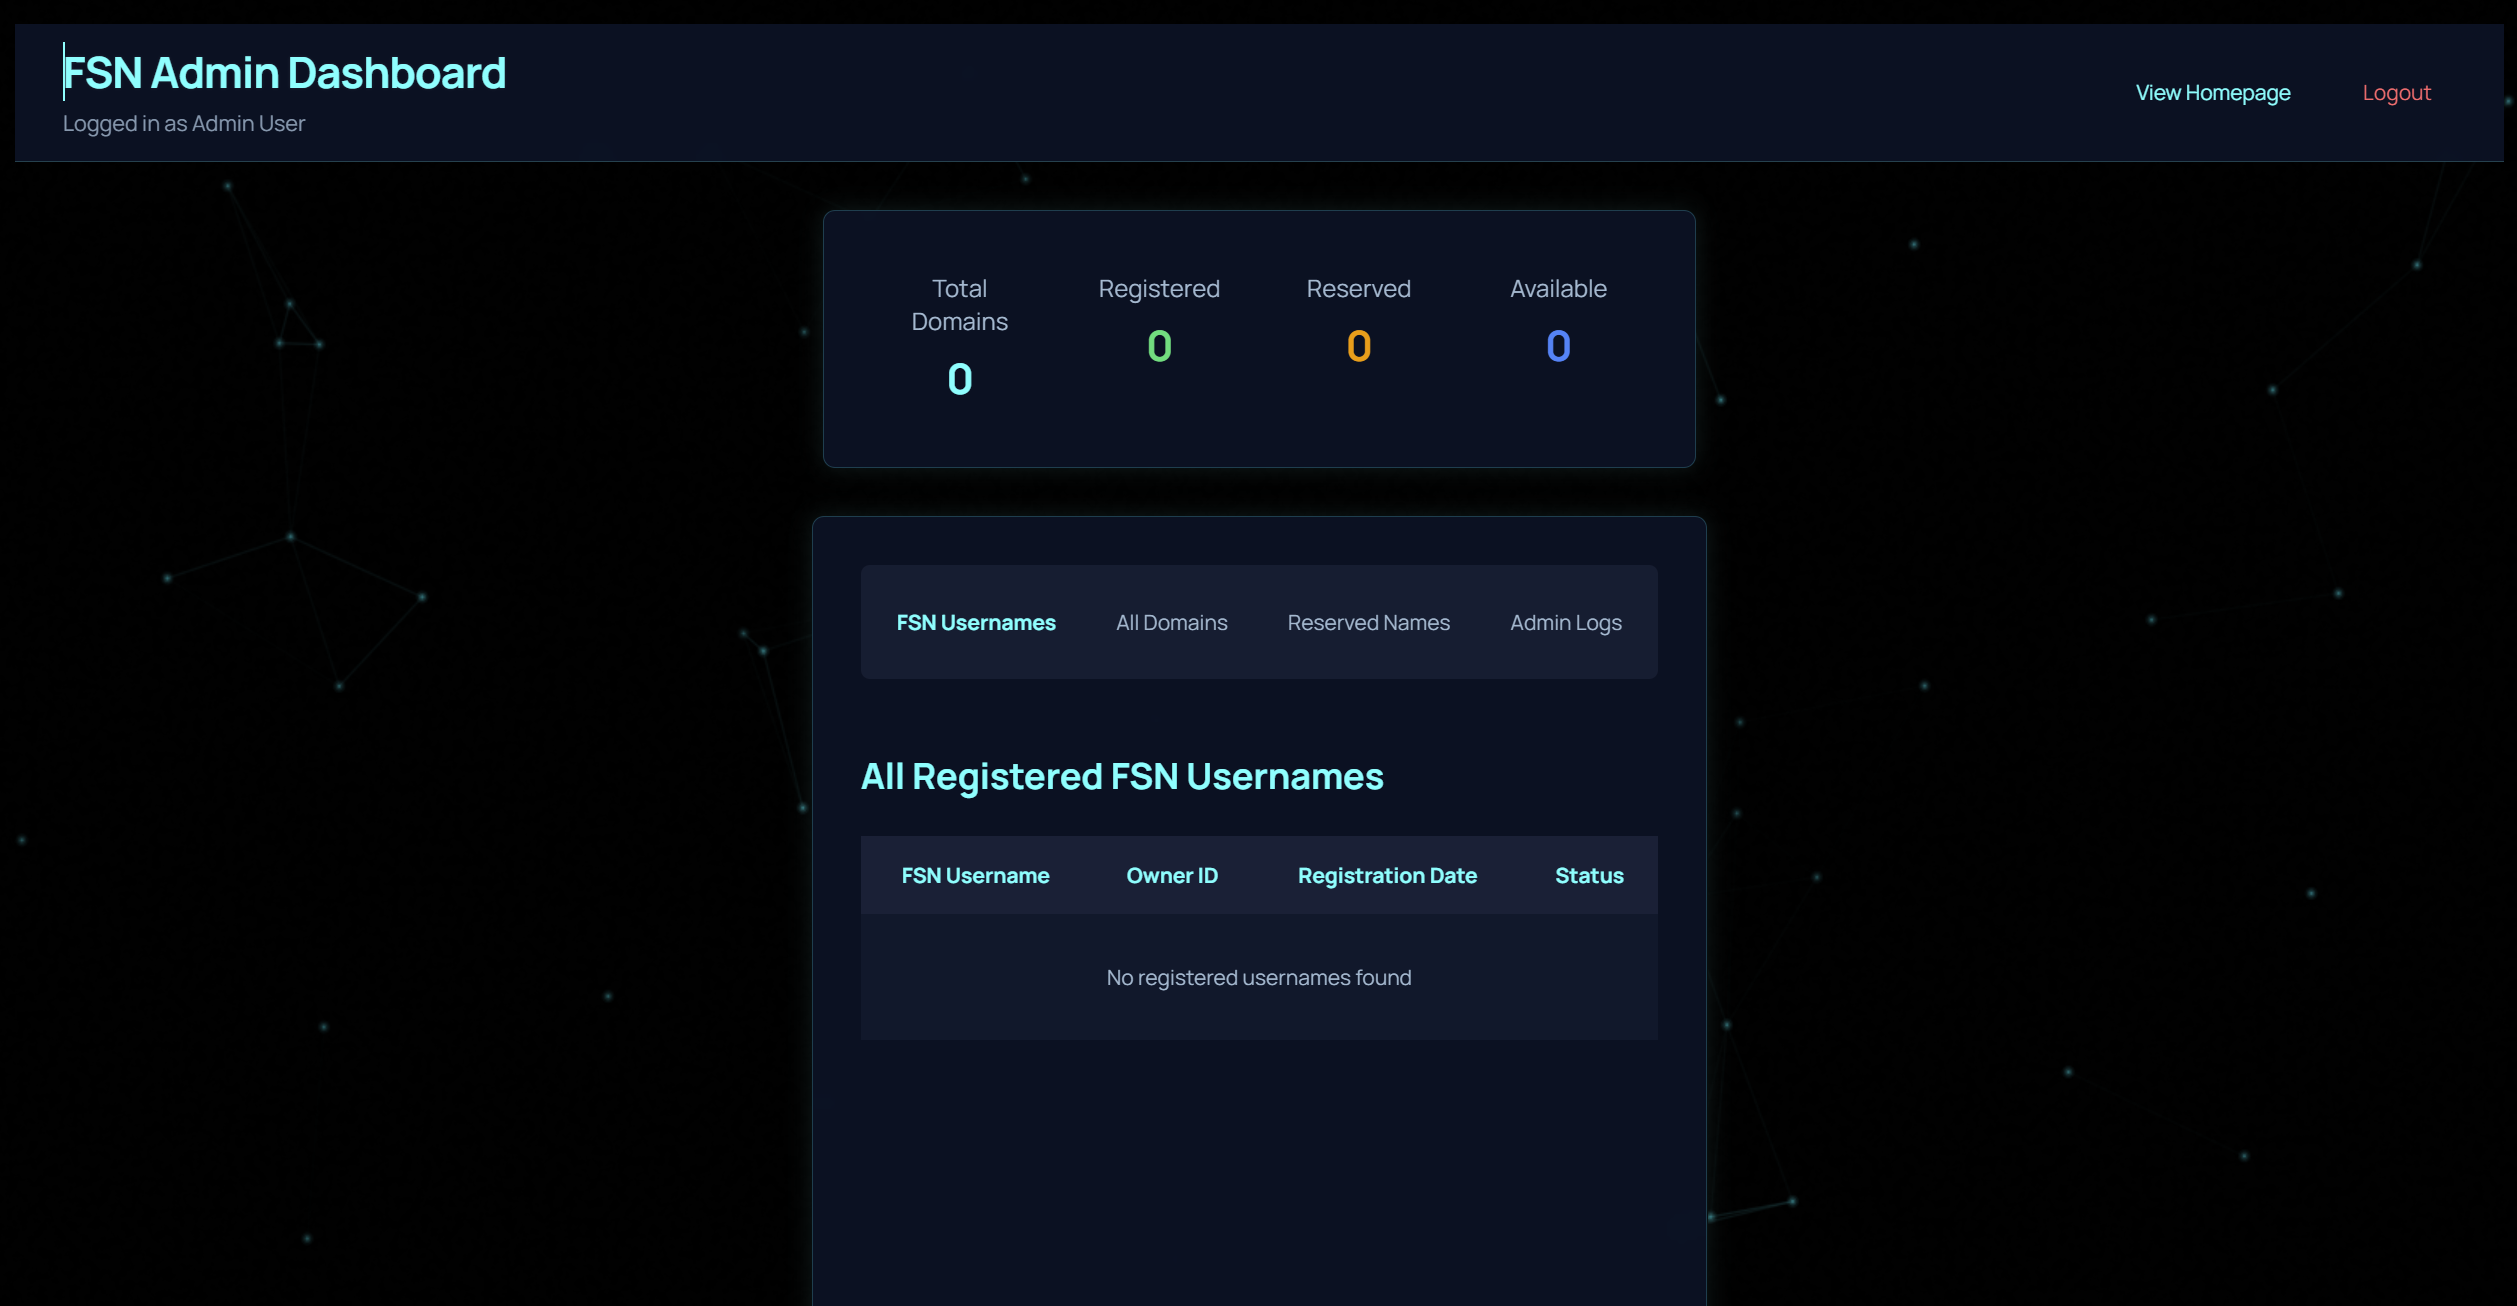 FSN Admin Dashboard
Logged in as Admin User
View Homepage
Logout
Total
Domains
0
Registered
0
Reserved
0
Available
0
FSN Usernames
All Domains
Reserved Names
Admin Logs
All Registered FSN Usernames
FSN Username
Owner ID
Registration Date
Status
No registered usernames found